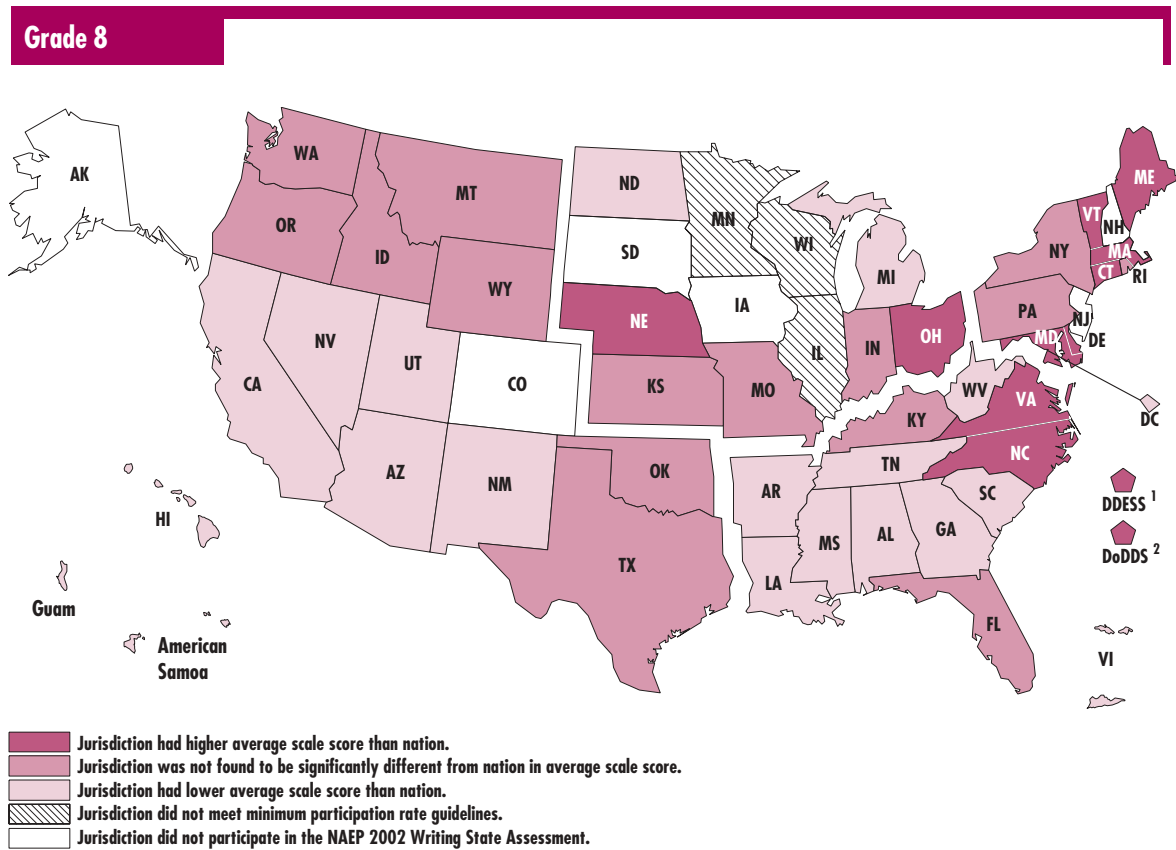 Grade 8
AK
WA
MT
ND
MN
ME
VT
NH
OR
ID
SD
WI
NY
MA
MI
CT
RI
WY
IA
PA
NE
NJ
NV
OH
IN
MD
DE
UT
IL
CA
CO
KS
MO
WV
VA
DC
KY
NC
OK
TN
AZ
NM
AR
SC
DDESS 1
HI
MS
AL
GA
DoDDS 2
TX
LA
Guam
FL
American
Samoa
VI
Jurisdiction had higher average scale score than nation.
Jurisdiction was not found to be significantly different from nation in average scale score.
Jurisdiction had lower average scale score than nation.
Jurisdiction did not meet minimum participation rate guidelines.
Jurisdiction did not participate in the NAEP 2002 Writing State Assessment.